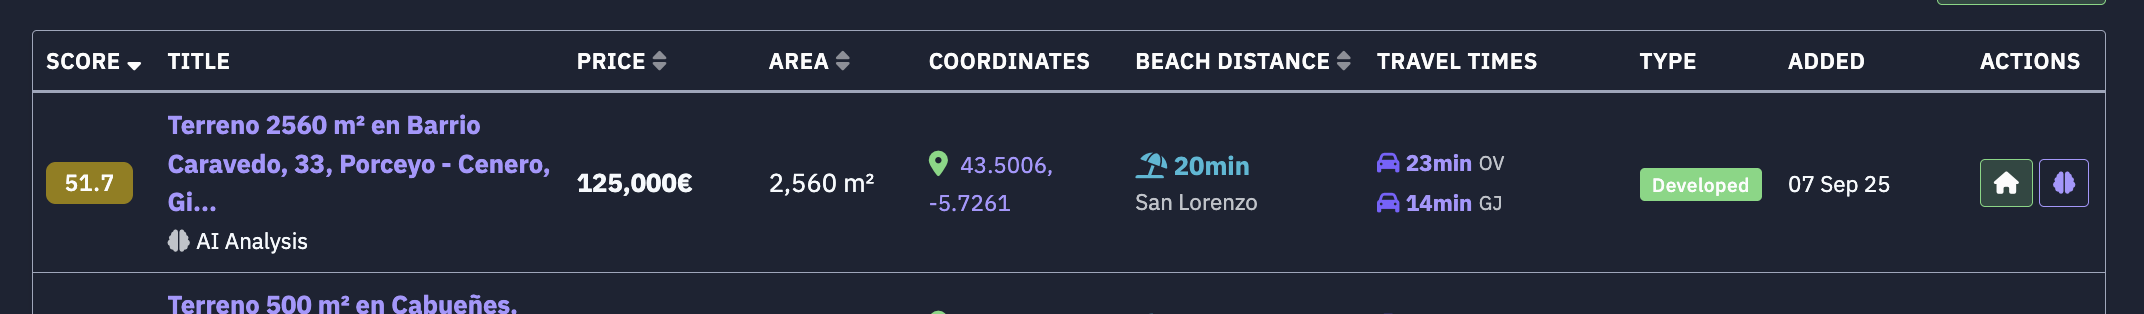 SCORE TITLE PRICE AREA COORDINATES BEACH DISTANCE TRAVEL TIMES TYPE ADDED ACTIONS
51.7
Terreno 2560 m² en Barrio
Caravedo, 33, Porceyo - Cenero,
Gi...
AI Analysis
125,000€
2,560 m²
43.5006,
-5.7261
20min
San Lorenzo
23min OV
14min GJ
Developed
07 Sep 25
Terreno 500 m² en Cabueñes,